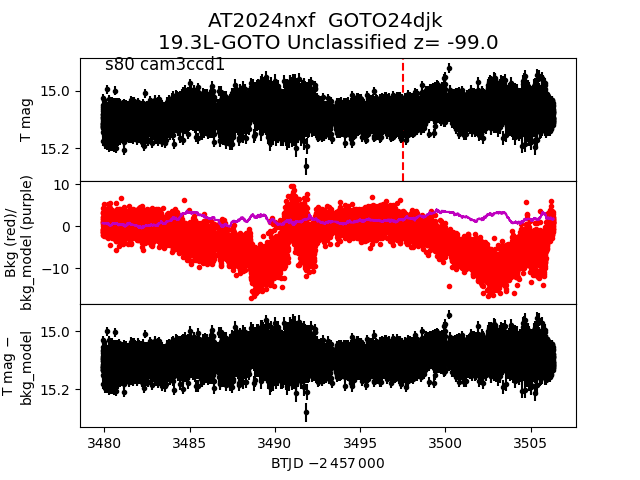 AT2024nxf GOTO24djk
19.3L-GOTO Unclassified z= -99.0
s80 cam3ccd1
T mag
15.0
15.2
Bkg (red)/
bkg_model (purple)
10
0
−10
T mag −
bkg_model
15.0
15.2
3480 3485 3490 3495 3500 3505
BTJD −2 457 000